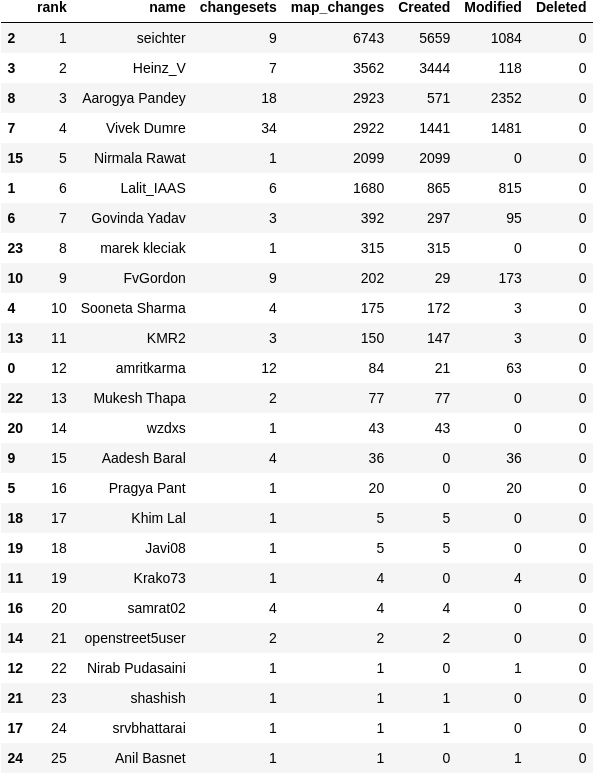 rank name changesets map_changes Created Modified Deleted
2 1 seichter 9 6743 5659 1084 0
3 2 Heinz_V 7 3562 3444 118 0
8 3 Aarogya Pandey 18 2923 571 2352 0
7 4 Vivek Dumre 34 2922 1441 1481 0
15 5 Nirmala Rawat 1 2099 2099 0 0
1 6 Lalit_IAAS 6 1680 865 815 0
6 7 Govinda Yadav 3 392 297 95 0
23 8 marek kleciak 1 315 315 0 0
10 9 FvGordon 9 202 29 173 0
4 10 Sooneta Sharma 4 175 172 3 0
13 11 KMR2 3 150 147 3 0
0 12 amritkarma 12 84 21 63 0
22 13 Mukesh Thapa 2 77 77 0 0
20 14 wzdxs 1 43 43 0 0
9 15 Aadesh Baral 4 36 0 36 0
5 16 Pragya Pant 1 20 0 20 0
18 17 Khim Lal 1 5 5 0 0
19 18 Javi08 1 5 5 0 0
11 19 Krako73 1 4 0 4 0
16 20 samrat02 4 4 4 0 0
14 21 openstreet5user 2 2 2 0 0
12 22 Nirab Pudasaini 1 1 0 1 0
21 23 shashish 1 1 1 0 0
17 24 srvbhattarai 1 1 1 0 0
24 25 Anil Basnet 1 1 0 1 0